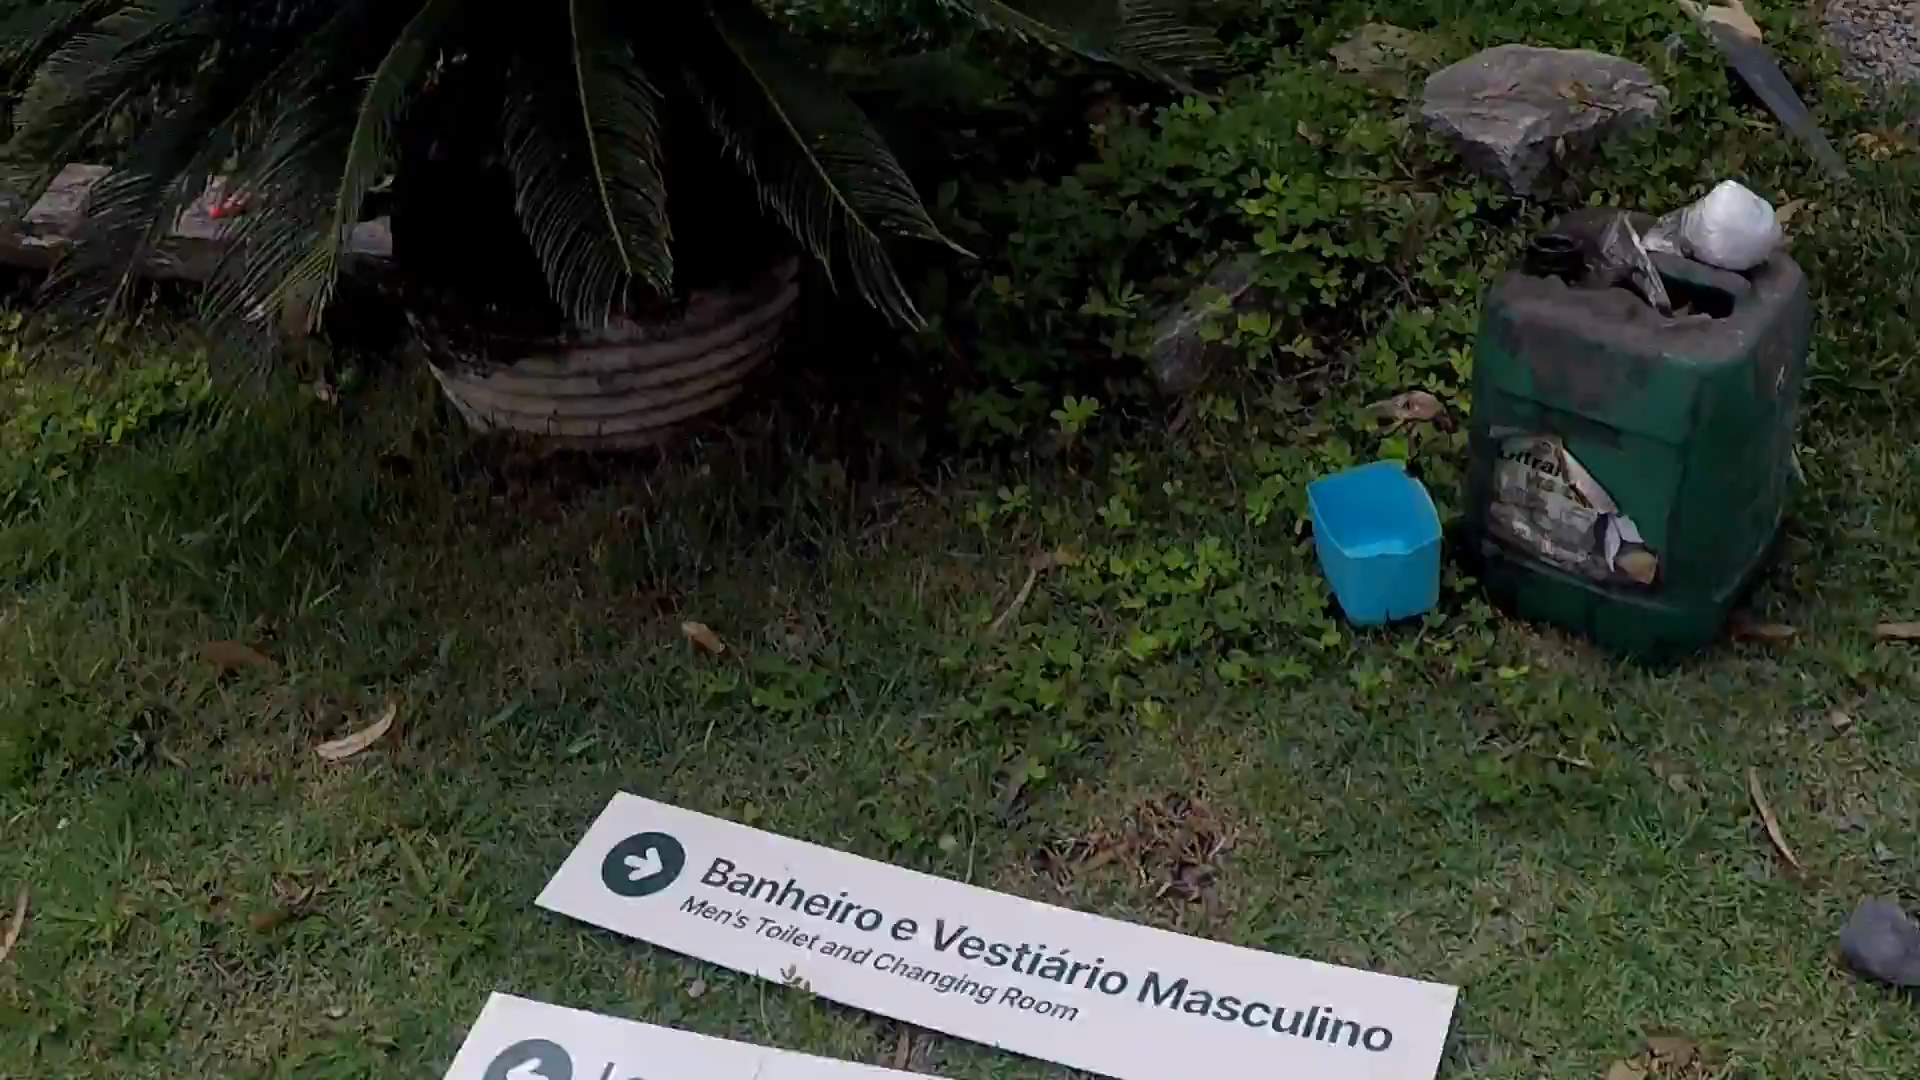 Banheiro e Vestiário Masculino
Men's Toilet and Changing Room